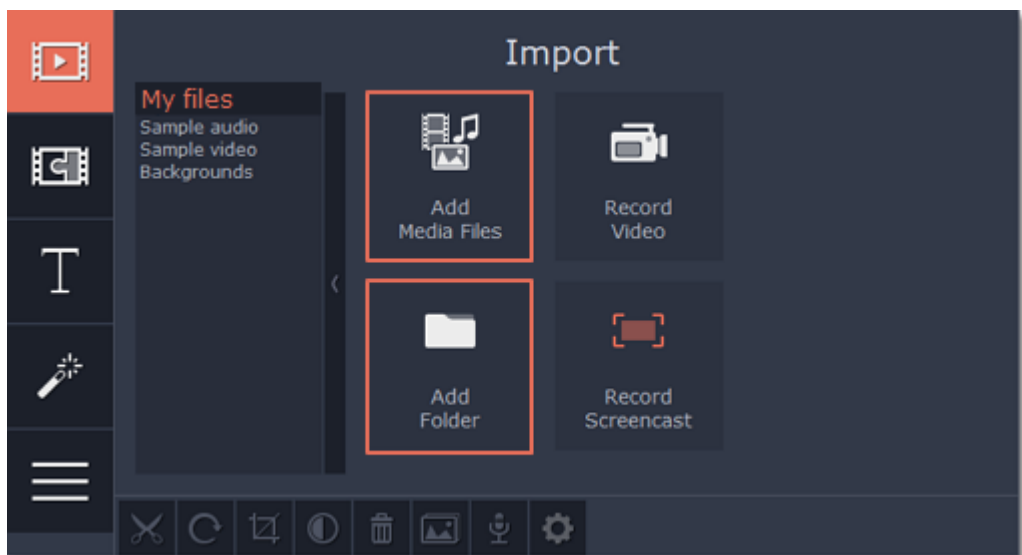 Import
My files
Sample audio
Sample video
Backgrounds
Add
Media Files
Record
Video
Add
Folder
Record
Screencast
T